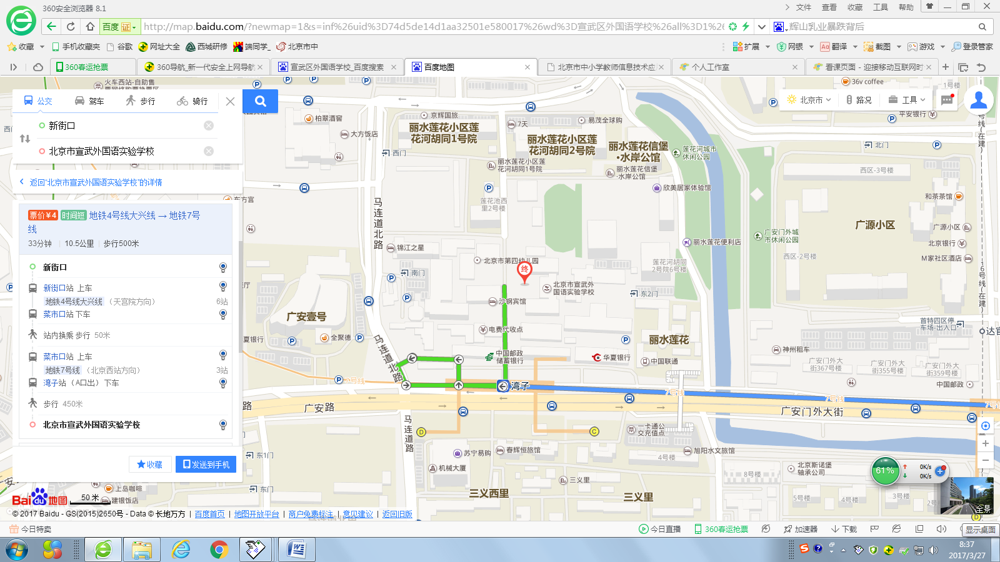 360安全浏览器 8.1
文件 查看 收藏 工具 帮助
百度 证
http://map.baidu.com/?newmap=1&s=inf%26uid%3D74d5de14d1aa32501e580017%26wd%3D宣武区外国语学校%26all%3D1%26
辉山乳业暴跌背后
收藏 手机收藏夹 谷歌 网址大全 西城研修 端同学_ 北京市中
扩展 网银 翻译 截图 游戏 登录管家
360春运抢票
360导航_新一代安全上网导航
宣武区外国语学校_百度搜索
百度地图
北京市中小学教师信息技术应
个人工作室
看课页面 - 迎接移动互联网时
公交 驾车 步行 骑行
新街口
北京市宣武外国语实验学校
返回"北京市宣武外国语实验学校"的详情
票价¥4 时间短 地铁4号线大兴线 → 地铁7号
线
33分钟 10.5公里 步行500米
新街口
新街口站 上车
地铁4号线大兴线 (天宫院方向) 6站
菜市口站 下车
站内换乘 步行 50米
菜市口站 上车
地铁7号线 (北京西站方向) 3站
湾子站 (A口出) 下车
步行 450米
北京市宣武外国语实验学校
收藏 发送到手机
火车西站-自助售
36v coffee
1号楼
北京市 路况 工具
平安银行
柏翠酒窖
大方饭店
西门
京辉国旅
7天
易茂全球购
丽水莲花小区莲
花河胡同1号院
丽水莲花小区莲
花河胡同2号院
丽水莲花信堡
·水岸公馆
丽水莲花小区莲
花河胡同1号院
丽水莲花信堡
·水岸公馆
莲花河城市
休闲公园
北门
西区-3号楼
欣美居家体验馆
东方宫
莲花池西
里2号楼
马连道北路
和茶茶馆
广源小区
广源小区
广安门外城
市休闲公园
丽水莲花便利店
北京银行
M家社区酒店
西区-2号楼
锦江之星
北京市第四幼儿园
南门
终
北京市宣武外
国语实验学校
莲花河胡同
2号院6号楼
东2门
沙钢宾馆
广安壹号
16号线(在建)
首特四区停
车场-出入口
达官
电费代收点
全聚德
夏银行
丽水莲花
马连道北路
中国邮政
储蓄银行
华夏银行
中国联通
神州租车
广安门外大
街367号楼
广安门外大
街355号楼
广安门外大
街359号楼
中国邮政
7号线
湾子
7号线
7号线
广安路
广安门外大街
马连道路
D
C
一卡通公
交充值点
苏宁易购
春辉恒旅馆
旭阳水文旅馆
4号楼
机械大厦
三义里
三义西里
三义里
东1门
东门
上岛咖啡
建银饭店
8号楼
北京斯诺堡
轴承公司
5号楼
4号楼
3号楼
2号楼
61%
0K/s
0K/s
全景
Bai du 地图
50 米
© 2017 Baidu - GS(2015)2650号 - Data © 长地万方 | 百度首页 | 地图开放平台 | 商户免费标注 | 意见建议 | 返回旧版
今日特卖
今日直播 360春运抢票 加速器 下载
显示桌面
8:37
2017/3/27